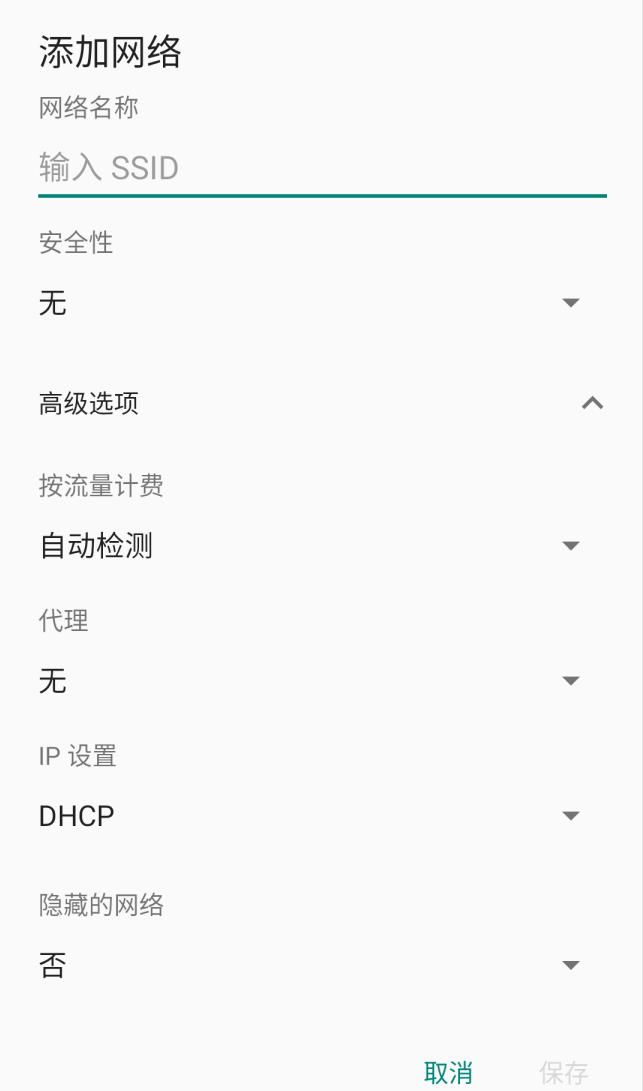 添加网络
网络名称
输入 SSID
安全性
无
高级选项
按流量计费
自动检测
代理
无
IP 设置
DHCP
隐藏的网络
否
取消 保存